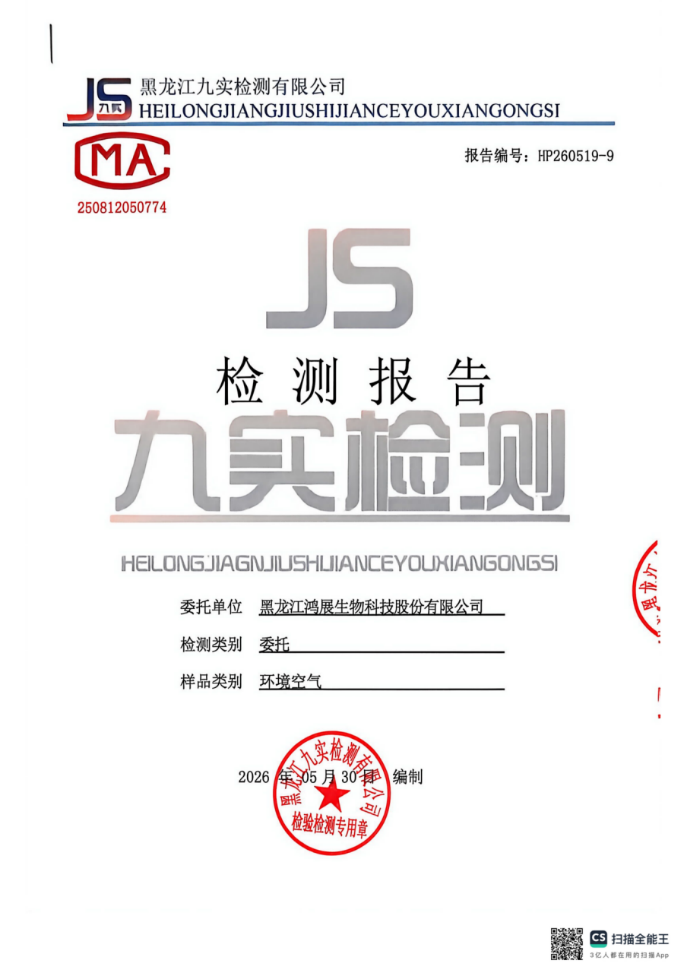 黑龙江九实检测有限公司
JS 九实 HEILONGJIANGJIUSHIJIANCEYOUXIANGONGSI
MA
报告编号：HP260519-9
250812050774
JS
检测报告
九实检测
HEILONGJIAGNJIUSHIJIANCEYOUXIANGONGSI
委托单位 黑龙江鸿展生物科技股份有限公司
检测类别 委托
样品类别 环境空气
2026 年 05 月 30 日 编制
黑龙江九实检测有限公司
检验检测专用章
CS 扫描全能王
3亿人都在用的扫描App